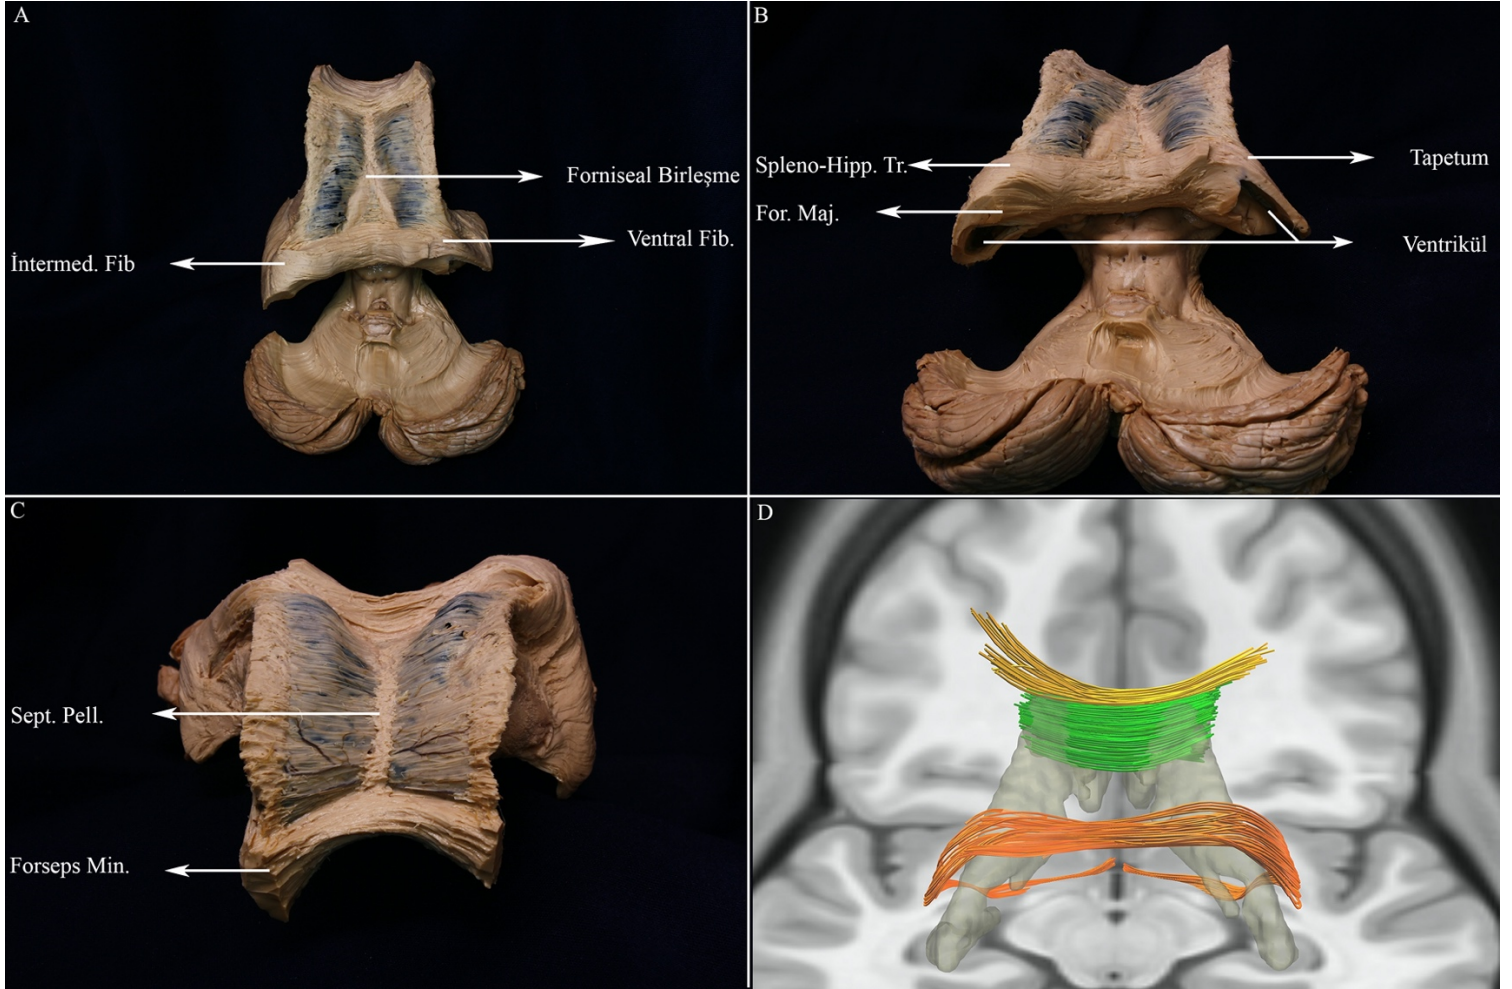 A
Forniseal Birleşme
Ventral Fib.
İntermed. Fib
B
Spleno-Hipp. Tr.
Tapetum
For. Maj.
Ventrikül
C
Sept. Pell.
Forseps Min.
D